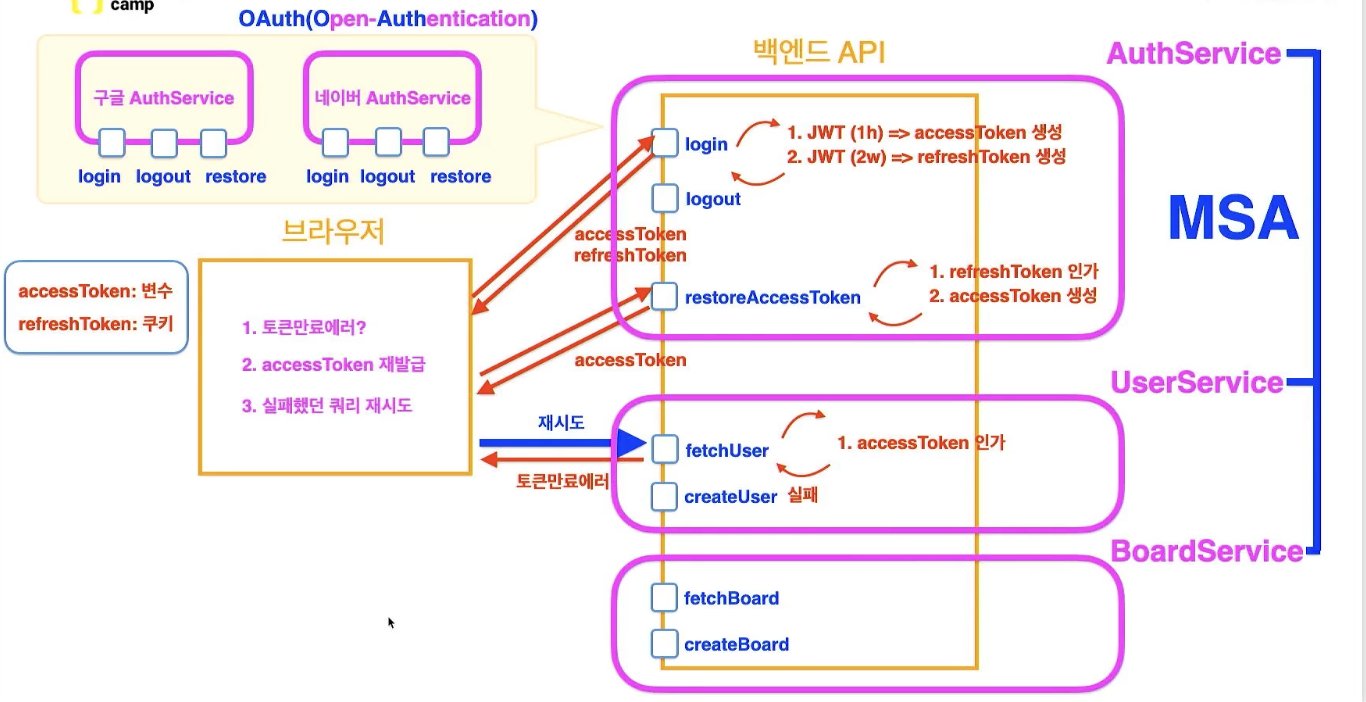 camp
OAuth(Open-Authentication)
구글 AuthService
네이버 AuthService
login logout restore
login logout restore
백엔드 API
AuthService
login
1. JWT (1h) => accessToken 생성
2. JWT (2w) => refreshToken 생성
logout
MSA
브라우저
accessToken
refreshToken
accessToken: 변수
refreshToken: 쿠키
restoreAccessToken
1. refreshToken 인가
2. accessToken 생성
1. 토큰만료에러?
2. accessToken 재발급
3. 실패했던 쿼리 재시도
accessToken
UserService
재시도
토큰만료에러
fetchUser
1. accessToken 인가
createUser
실패
BoardService
fetchBoard
createBoard